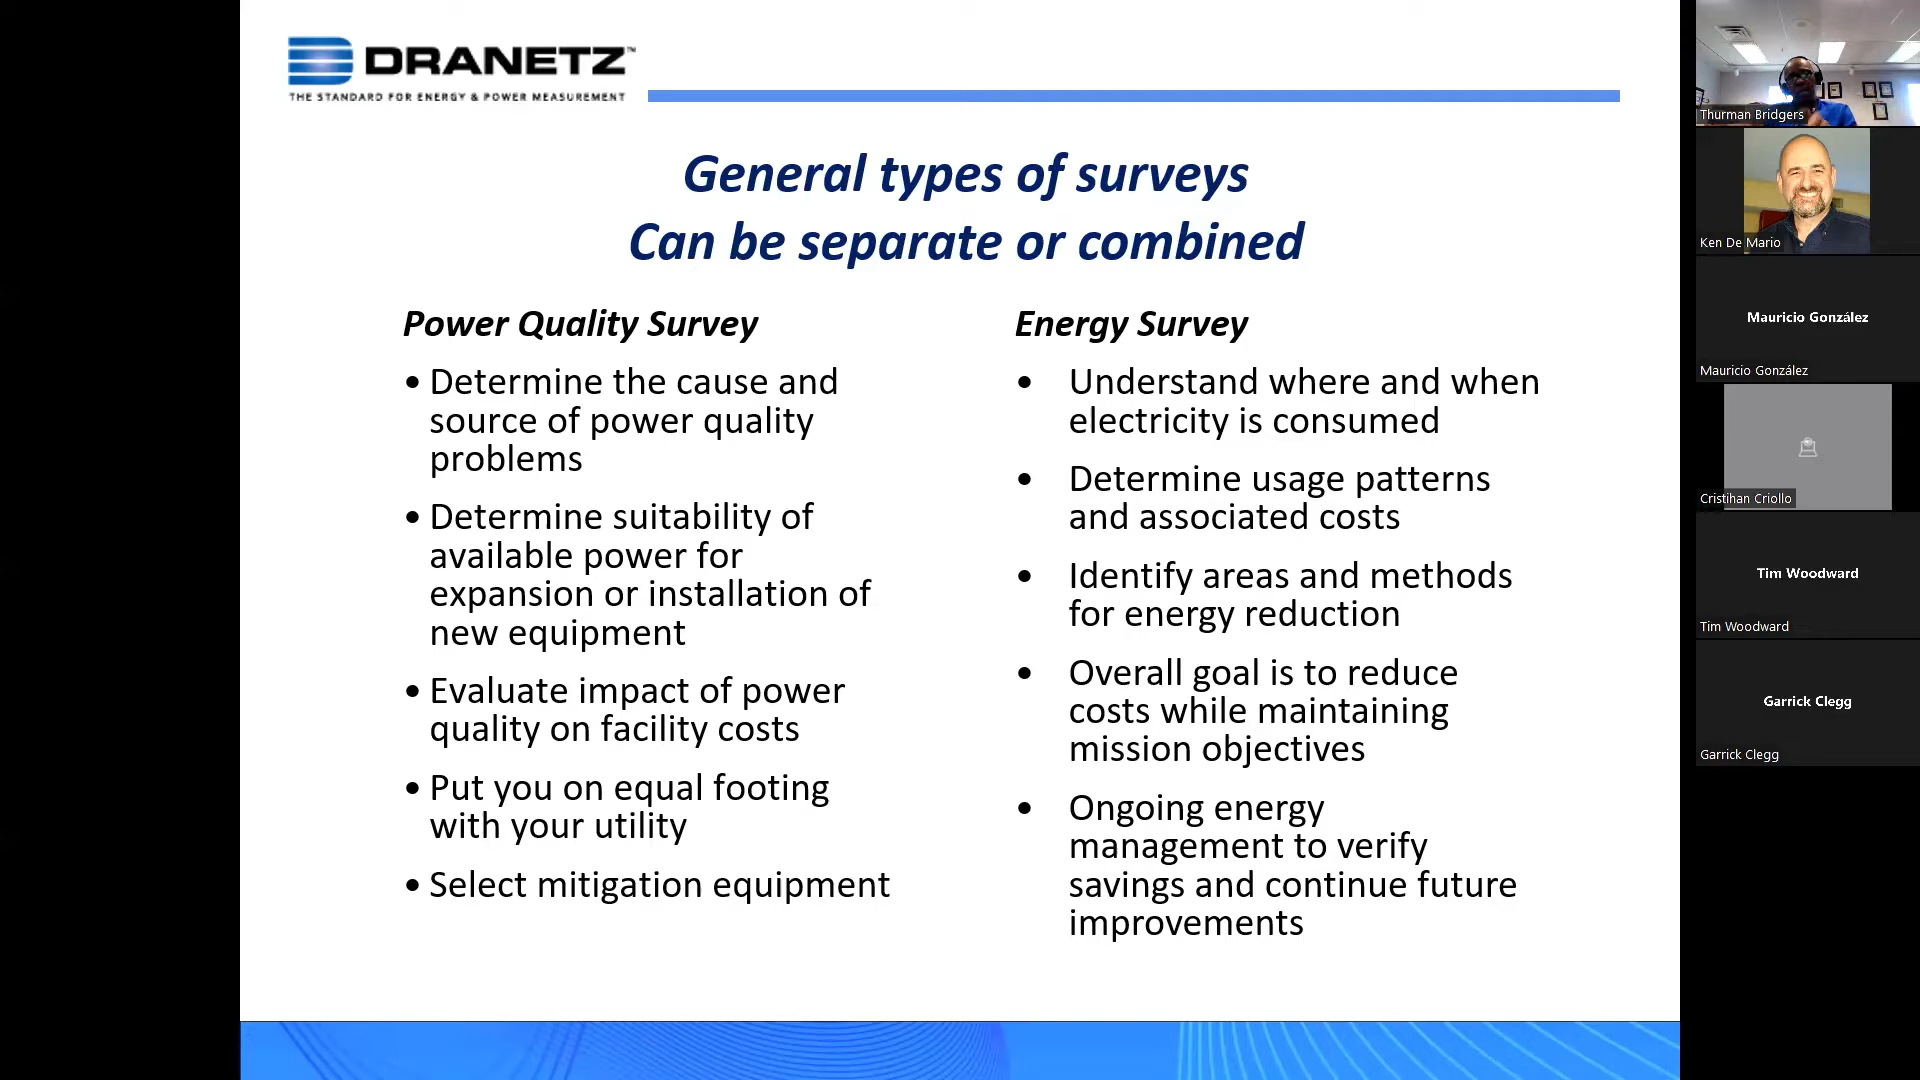 DRANETZ™
THE STANDARD FOR ENERGY & POWER MEASUREMENT
General types of surveys
Can be separate or combined
Power Quality Survey
• Determine the cause and
source of power quality
problems
• Determine suitability of
available power for
expansion or installation of
new equipment
• Evaluate impact of power
quality on facility costs
• Put you on equal footing
with your utility
• Select mitigation equipment
Energy Survey
• Understand where and when
electricity is consumed
• Determine usage patterns
and associated costs
• Identify areas and methods
for energy reduction
• Overall goal is to reduce
costs while maintaining
mission objectives
• Ongoing energy
management to verify
savings and continue future
improvements
Thurman Bridgers
Ken De Mario
Mauricio González
Mauricio González
Cristihan Criollo
Tim Woodward
Tim Woodward
Garrick Clegg
Garrick Clegg